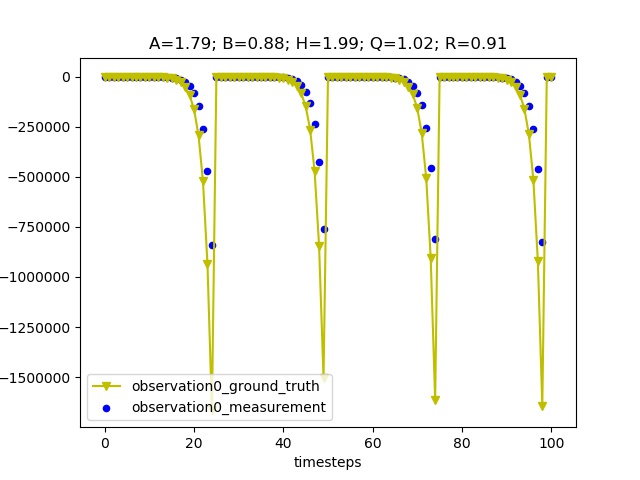 A=1.79; B=0.88; H=1.99; Q=1.02; R=0.91
0
−250000
−500000
−750000
−1000000
−1250000
−1500000
observation0_ground_truth
observation0_measurement
0 20 40 60 80 100
timesteps